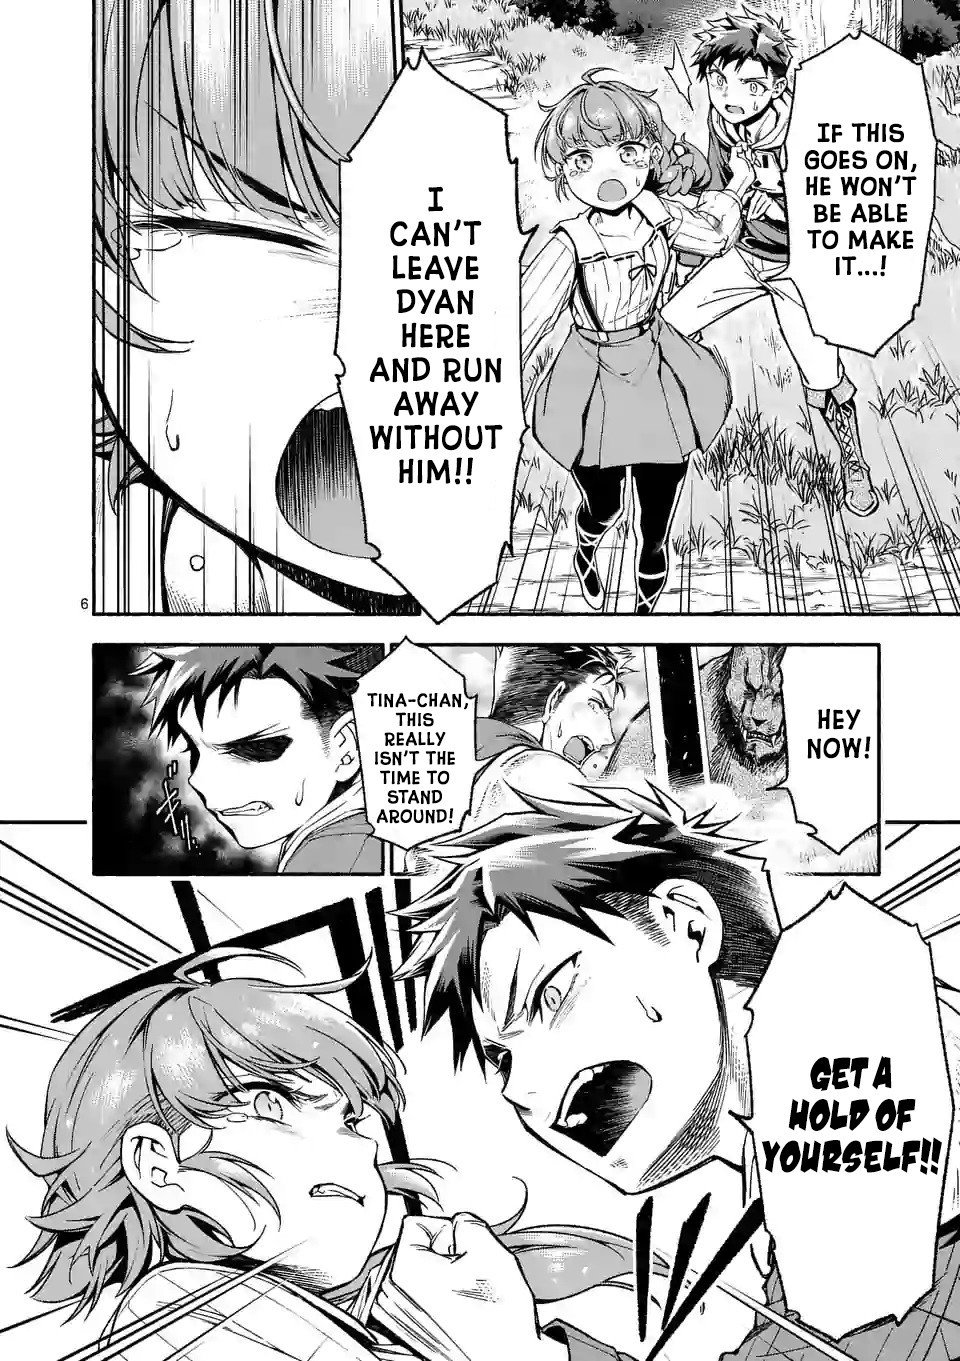 IF THIS
GOES ON,
HE WON'T
BE ABLE
TO MAKE
IT...!
I
CAN'T
LEAVE
DYAN
HERE
AND RUN
AWAY
WITHOUT
HIM!!
6
HEY
NOW!
TINA-CHAN,
THIS
REALLY
ISN'T THE
TIME TO
STAND
AROUND!
GET A
HOLD OF
YOURSELF!!